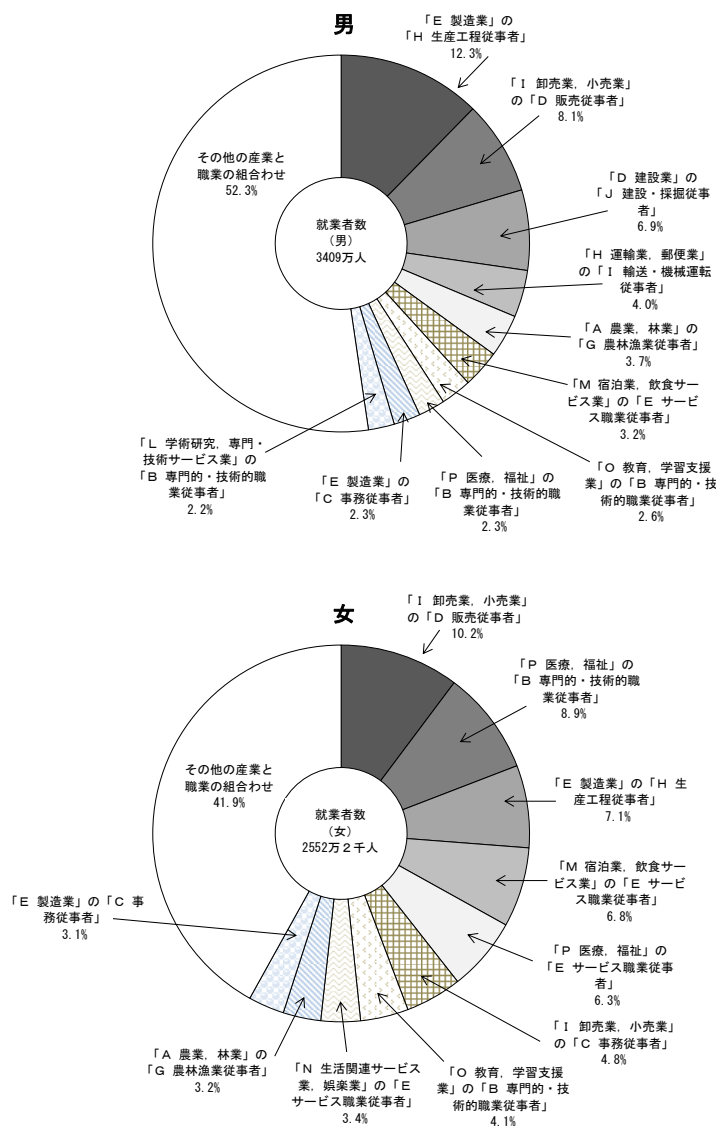 男
「E 製造業」の
「H 生産工程従事者」
12.3%
「I 卸売業，小売業」
の「D 販売従事者」
8.1%
「D 建設業」の
「J 建設・採掘従事
者」
6.9%
「H 運輸業，郵便業」
の「I 輸送・機械運転
従事者」
4.0%
「A 農業，林業」の
「G 農林漁業従事者」
3.7%
「M 宿泊業，飲食サー
ビス業」の「E サービ
ス職業従事者」
3.2%
「O 教育，学習支援
業」の「B 専門的・技
術的職業従事者」
2.6%
「P 医療，福祉」の
「B 専門的・技術的職
業従事者」
2.3%
「E 製造業」の
「C 事務従事者」
2.3%
「L 学術研究，専門・
技術サービス業」の
「B 専門的・技術的職
業従事者」
2.2%
その他の産業と
職業の組合わせ
52.3%
就業者数
（男）
3409万人
女
「I 卸売業，小売業」
の「D 販売従事者」
10.2%
「P 医療，福祉」の
「B 専門的・技術的職
業従事者」
8.9%
「E 製造業」の「H 生
産工程従事者」
7.1%
「M 宿泊業，飲食サー
ビス業」の「E サービ
ス職業従事者」
6.8%
「P 医療，福祉」の
「E サービス職業従事
者」
6.3%
「I 卸売業，小売業」
の「C 事務従事者」
4.8%
「O 教育，学習支援
業」の「B 専門的・技
術的職業従事者」
4.1%
「N 生活関連サービス
業，娯楽業」の「E
サービス職業従事者」
3.4%
「A 農業，林業」の
「G 農林漁業従事者」
3.2%
「E 製造業」の「C 事
務従事者」
3.1%
その他の産業と
職業の組合わせ
41.9%
就業者数
（女）
2552万２千人